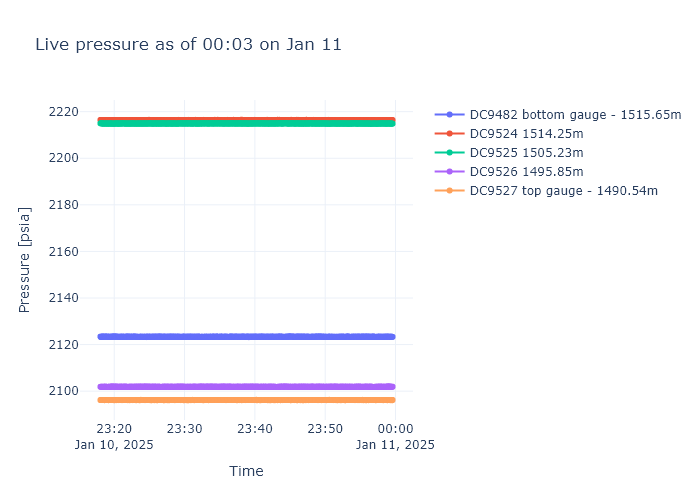 Live pressure as of 00:03 on Jan 11
DC9482 bottom gauge - 1515.65m
DC9524 1514.25m
DC9525 1505.23m
DC9526 1495.85m
DC9527 top gauge - 1490.54m
Pressure [psia]
2220
2200
2180
2160
2140
2120
2100
23:20 23:30 23:40 23:50 00:00
Jan 10, 2025 Jan 11, 2025
Time